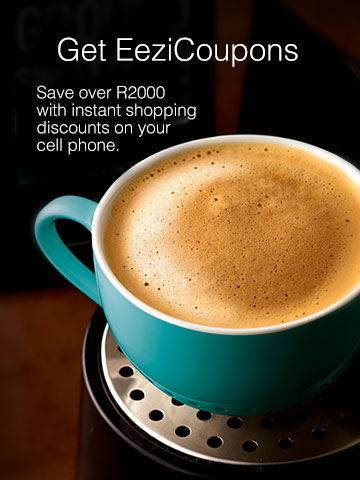 Get EeziCoupons
Save over R2000
with instant shopping
discounts on your
cell phone.